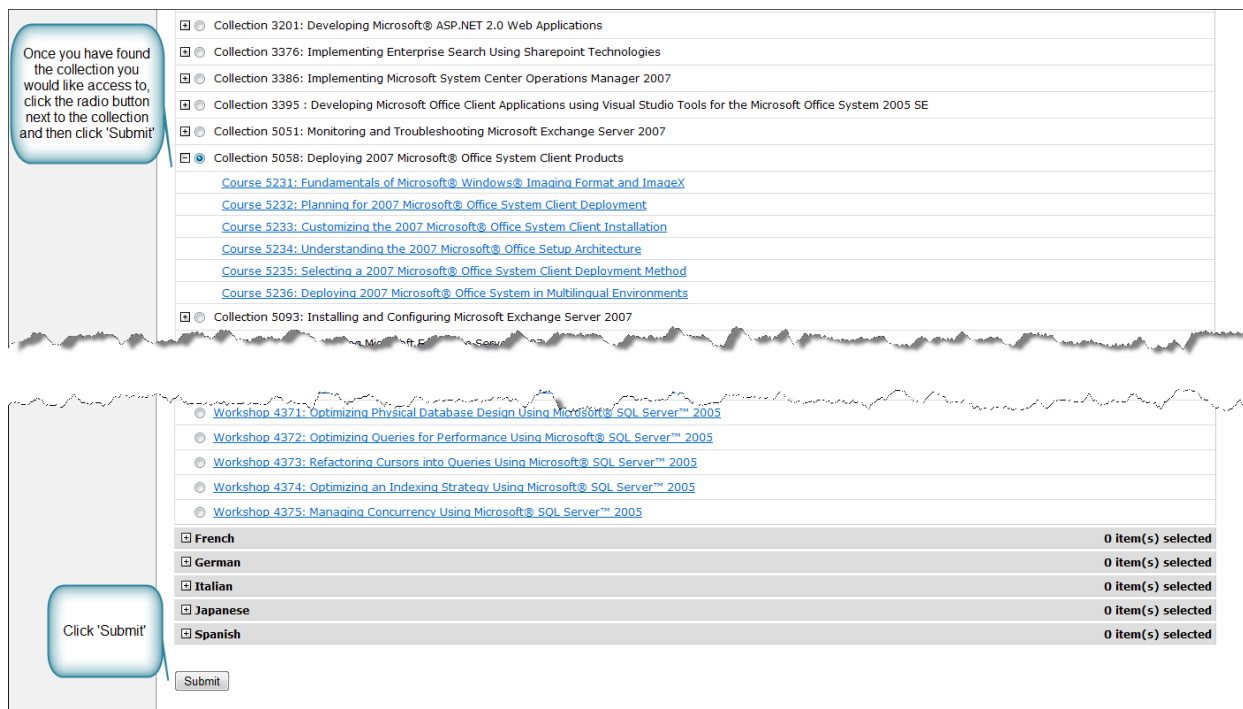 Once you have found
the collection you
would like access to,
click the radio button
next to the collection
and then click 'Submit'
Collection 3201: Developing Microsoft® ASP.NET 2.0 Web Applications
Collection 3376: Implementing Enterprise Search Using Sharepoint Technologies
Collection 3386: Implementing Microsoft System Center Operations Manager 2007
Collection 3395 : Developing Microsoft Office Client Applications using Visual Studio Tools for the Microsoft Office System 2005 SE
Collection 5051: Monitoring and Troubleshooting Microsoft Exchange Server 2007
Collection 5058: Deploying 2007 Microsoft® Office System Client Products
Course 5231: Fundamentals of Microsoft® Windows® Imaging Format and ImageX
Course 5232: Planning for 2007 Microsoft® Office System Client Deployment
Course 5233: Customizing the 2007 Microsoft® Office System Client Installation
Course 5234: Understanding the 2007 Microsoft® Office Setup Architecture
Course 5235: Selecting a 2007 Microsoft® Office System Client Deployment Method
Course 5236: Deploying 2007 Microsoft® Office System in Multilingual Environments
Collection 5093: Installing and Configuring Microsoft Exchange Server 2007
Workshop 4371: Optimizing Physical Database Design Using Microsoft® SQL Server™ 2005
Workshop 4372: Optimizing Queries for Performance Using Microsoft® SQL Server™ 2005
Workshop 4373: Refactoring Cursors into Queries Using Microsoft® SQL Server™ 2005
Workshop 4374: Optimizing an Indexing Strategy Using Microsoft® SQL Server™ 2005
Workshop 4375: Managing Concurrency Using Microsoft® SQL Server™ 2005
French 0 item(s) selected
German 0 item(s) selected
Italian 0 item(s) selected
Japanese 0 item(s) selected
Spanish 0 item(s) selected
Click 'Submit'
Submit